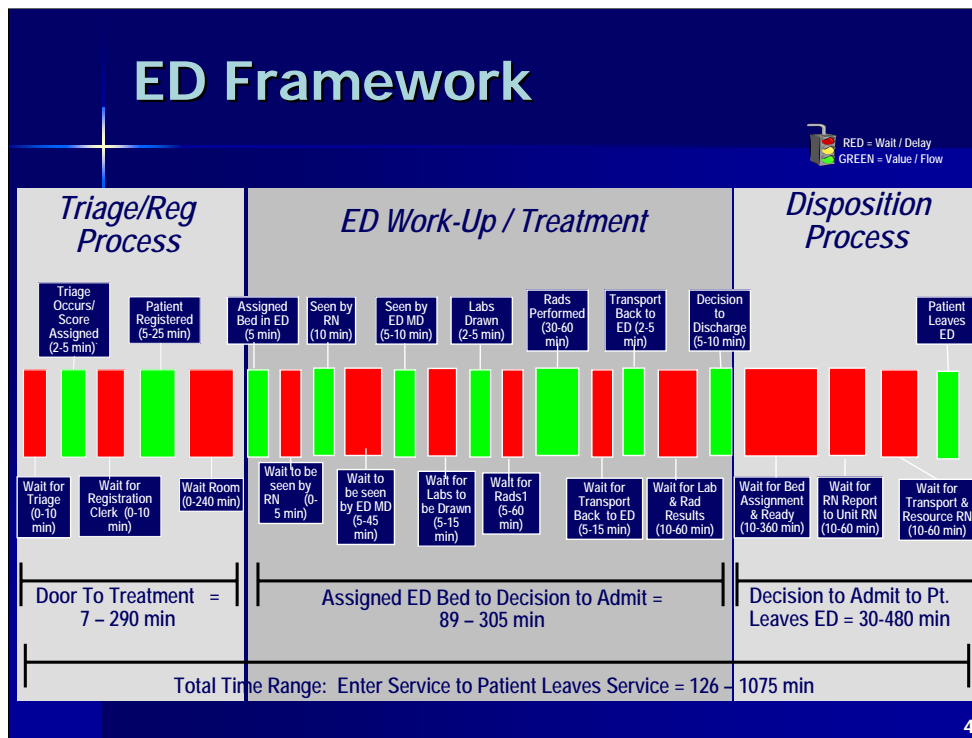 ED Framework
RED = Wait / Delay
GREEN = Value / Flow
Triage/Reg
Process
ED Work-Up / Treatment
Disposition
Process
Triage
Occurs/
Score
Assigned
(2-5 min)
Patient
Registered
(5-25 min)
Assigned
Bed in ED
(5 min)
Seen by
RN
(10 min)
Seen by
ED MD
(5-10 min)
Labs
Drawn
(2-5 min)
Rads
Performed
(30-60
min)
Transport
Back to
ED (2-5
min)
Decision
to
Discharge
(5-10 min)
Patient
Leaves
ED
Wait for
Triage
(0-10
min)
Wait for
Registration
Clerk (0-10
min)
Wait Room
(0-240 min)
Wait to be
seen by
RN (0-
5 min)
Wait to
be seen
by ED MD
(5-45
min)
Wait for
Labs to
be Drawn
(5-15
min)
Wait for
Rads1
(5-60
min)
Wait for
Transport
Back to ED
(5-15 min)
Wait for Lab
& Rad
Results
(10-60 min)
Wait for Bed
Assignment
& Ready
(10-360 min)
Wait for
RN Report
to Unit RN
(10-60 min)
Wait for
Transport &
Resource RN
(10-60 min)
Door To Treatment =
7 – 290 min
Assigned ED Bed to Decision to Admit =
89 – 305 min
Decision to Admit to Pt.
Leaves ED = 30-480 min
Total Time Range: Enter Service to Patient Leaves Service = 126 – 1075 min
4